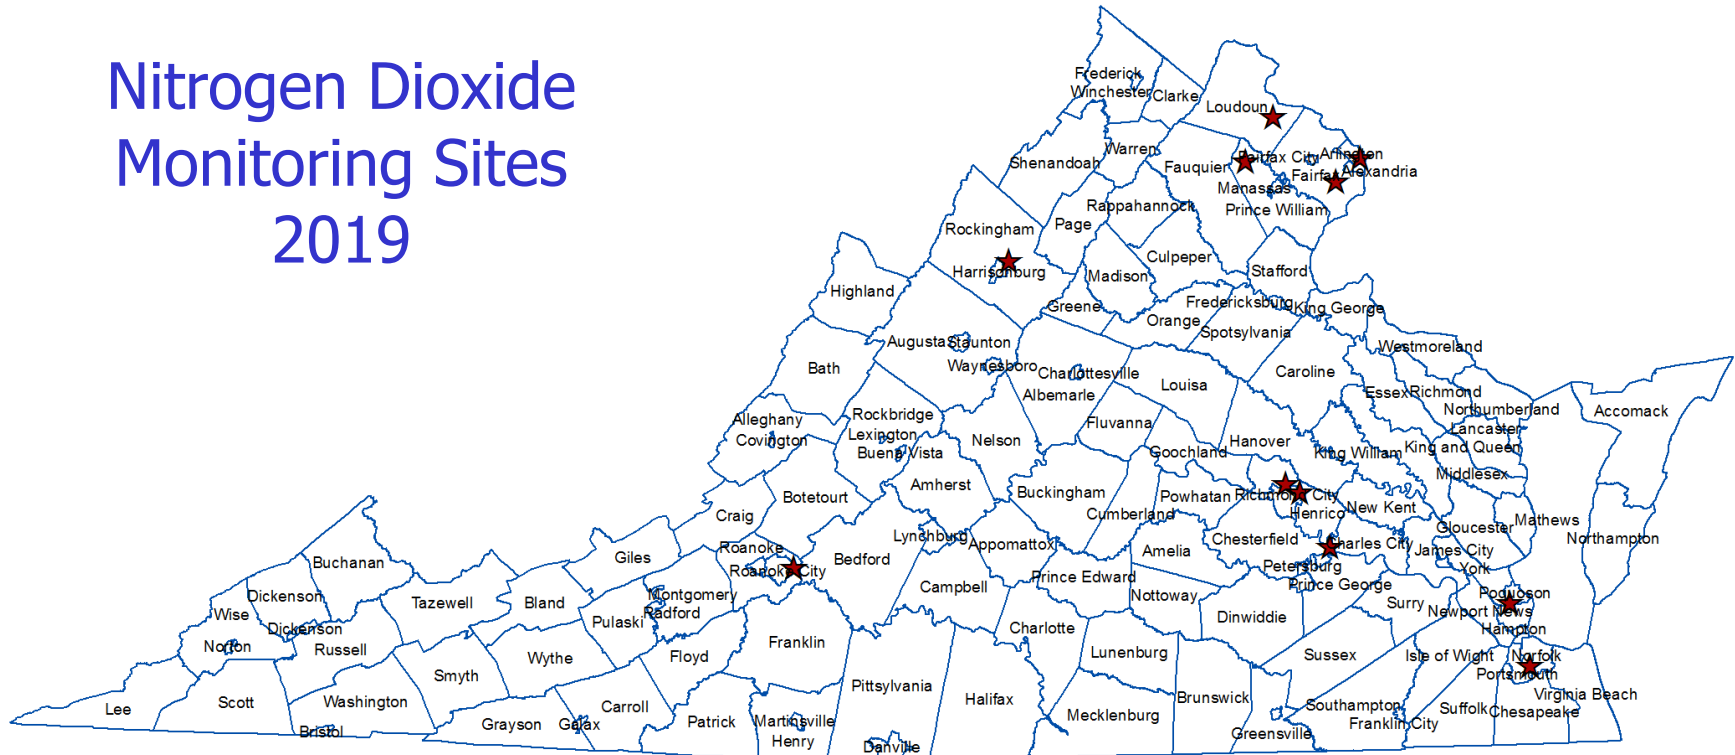 Nitrogen Dioxide
Monitoring Sites
2019
Frederick
Winchester
Clarke
Loudoun
Shenandoah
Warren
Fauquier
Fairfax City
Arlington
Fairfax
Alexandria
Manassas
Prince William
Rappahannock
Page
Rockingham
Harrisonburg
Culpeper
Madison
Stafford
Highland
Greene
Fredericksburg
King George
Orange
Spotsylvania
Augusta
Staunton
Waynesboro
Westmoreland
Bath
Charlottesville
Albemarle
Louisa
Caroline
Essex
Richmond
Northumberland
Accomack
Alleghany
Covington
Rockbridge
Lexington
Buena Vista
Nelson
Fluvanna
Goochland
Hanover
King William
Lancaster
King and Queen
Middlesex
Botetourt
Amherst
Buckingham
Cumberland
Powhatan
Richmond City
Henrico
New Kent
Craig
Lynchburg
Appomattox
Amelia
Chesterfield
Charles City
Gloucester
Mathews
Northampton
James City
York
Buchanan
Giles
Roanoke
Roanoke City
Bedford
Campbell
Prince Edward
Nottoway
Petersburg
Prince George
Dickenson
Wise
Tazewell
Bland
Montgomery
Radford
Pulaski
Dinwiddie
Surry
Poquoson
Newport News
Hampton
Dickenson
Norton
Russell
Wythe
Floyd
Franklin
Charlotte
Lunenburg
Sussex
Isle of Wight
Norfolk
Portsmouth
Smyth
Pittsylvania
Halifax
Brunswick
Southampton
Virginia Beach
Lee
Scott
Washington
Bristol
Grayson
Galax
Carroll
Patrick
Martinsville
Henry
Danville
Mecklenburg
Greensville
Franklin City
Suffolk
Chesapeake